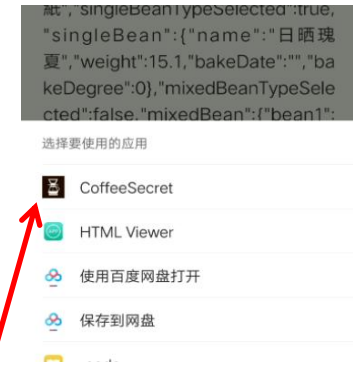 紙","singleBeanTypeSelected":true,
"singleBean":{"name":"日晒瑰
夏","weight":15.1,"bakeDate":"","ba
keDegree":0},"mixedBeanTypeSele
cted":false,"mixedBean":{"bean1":
选择要使用的应用
CoffeeSecret
HTML Viewer
使用百度网盘打开
保存到网盘